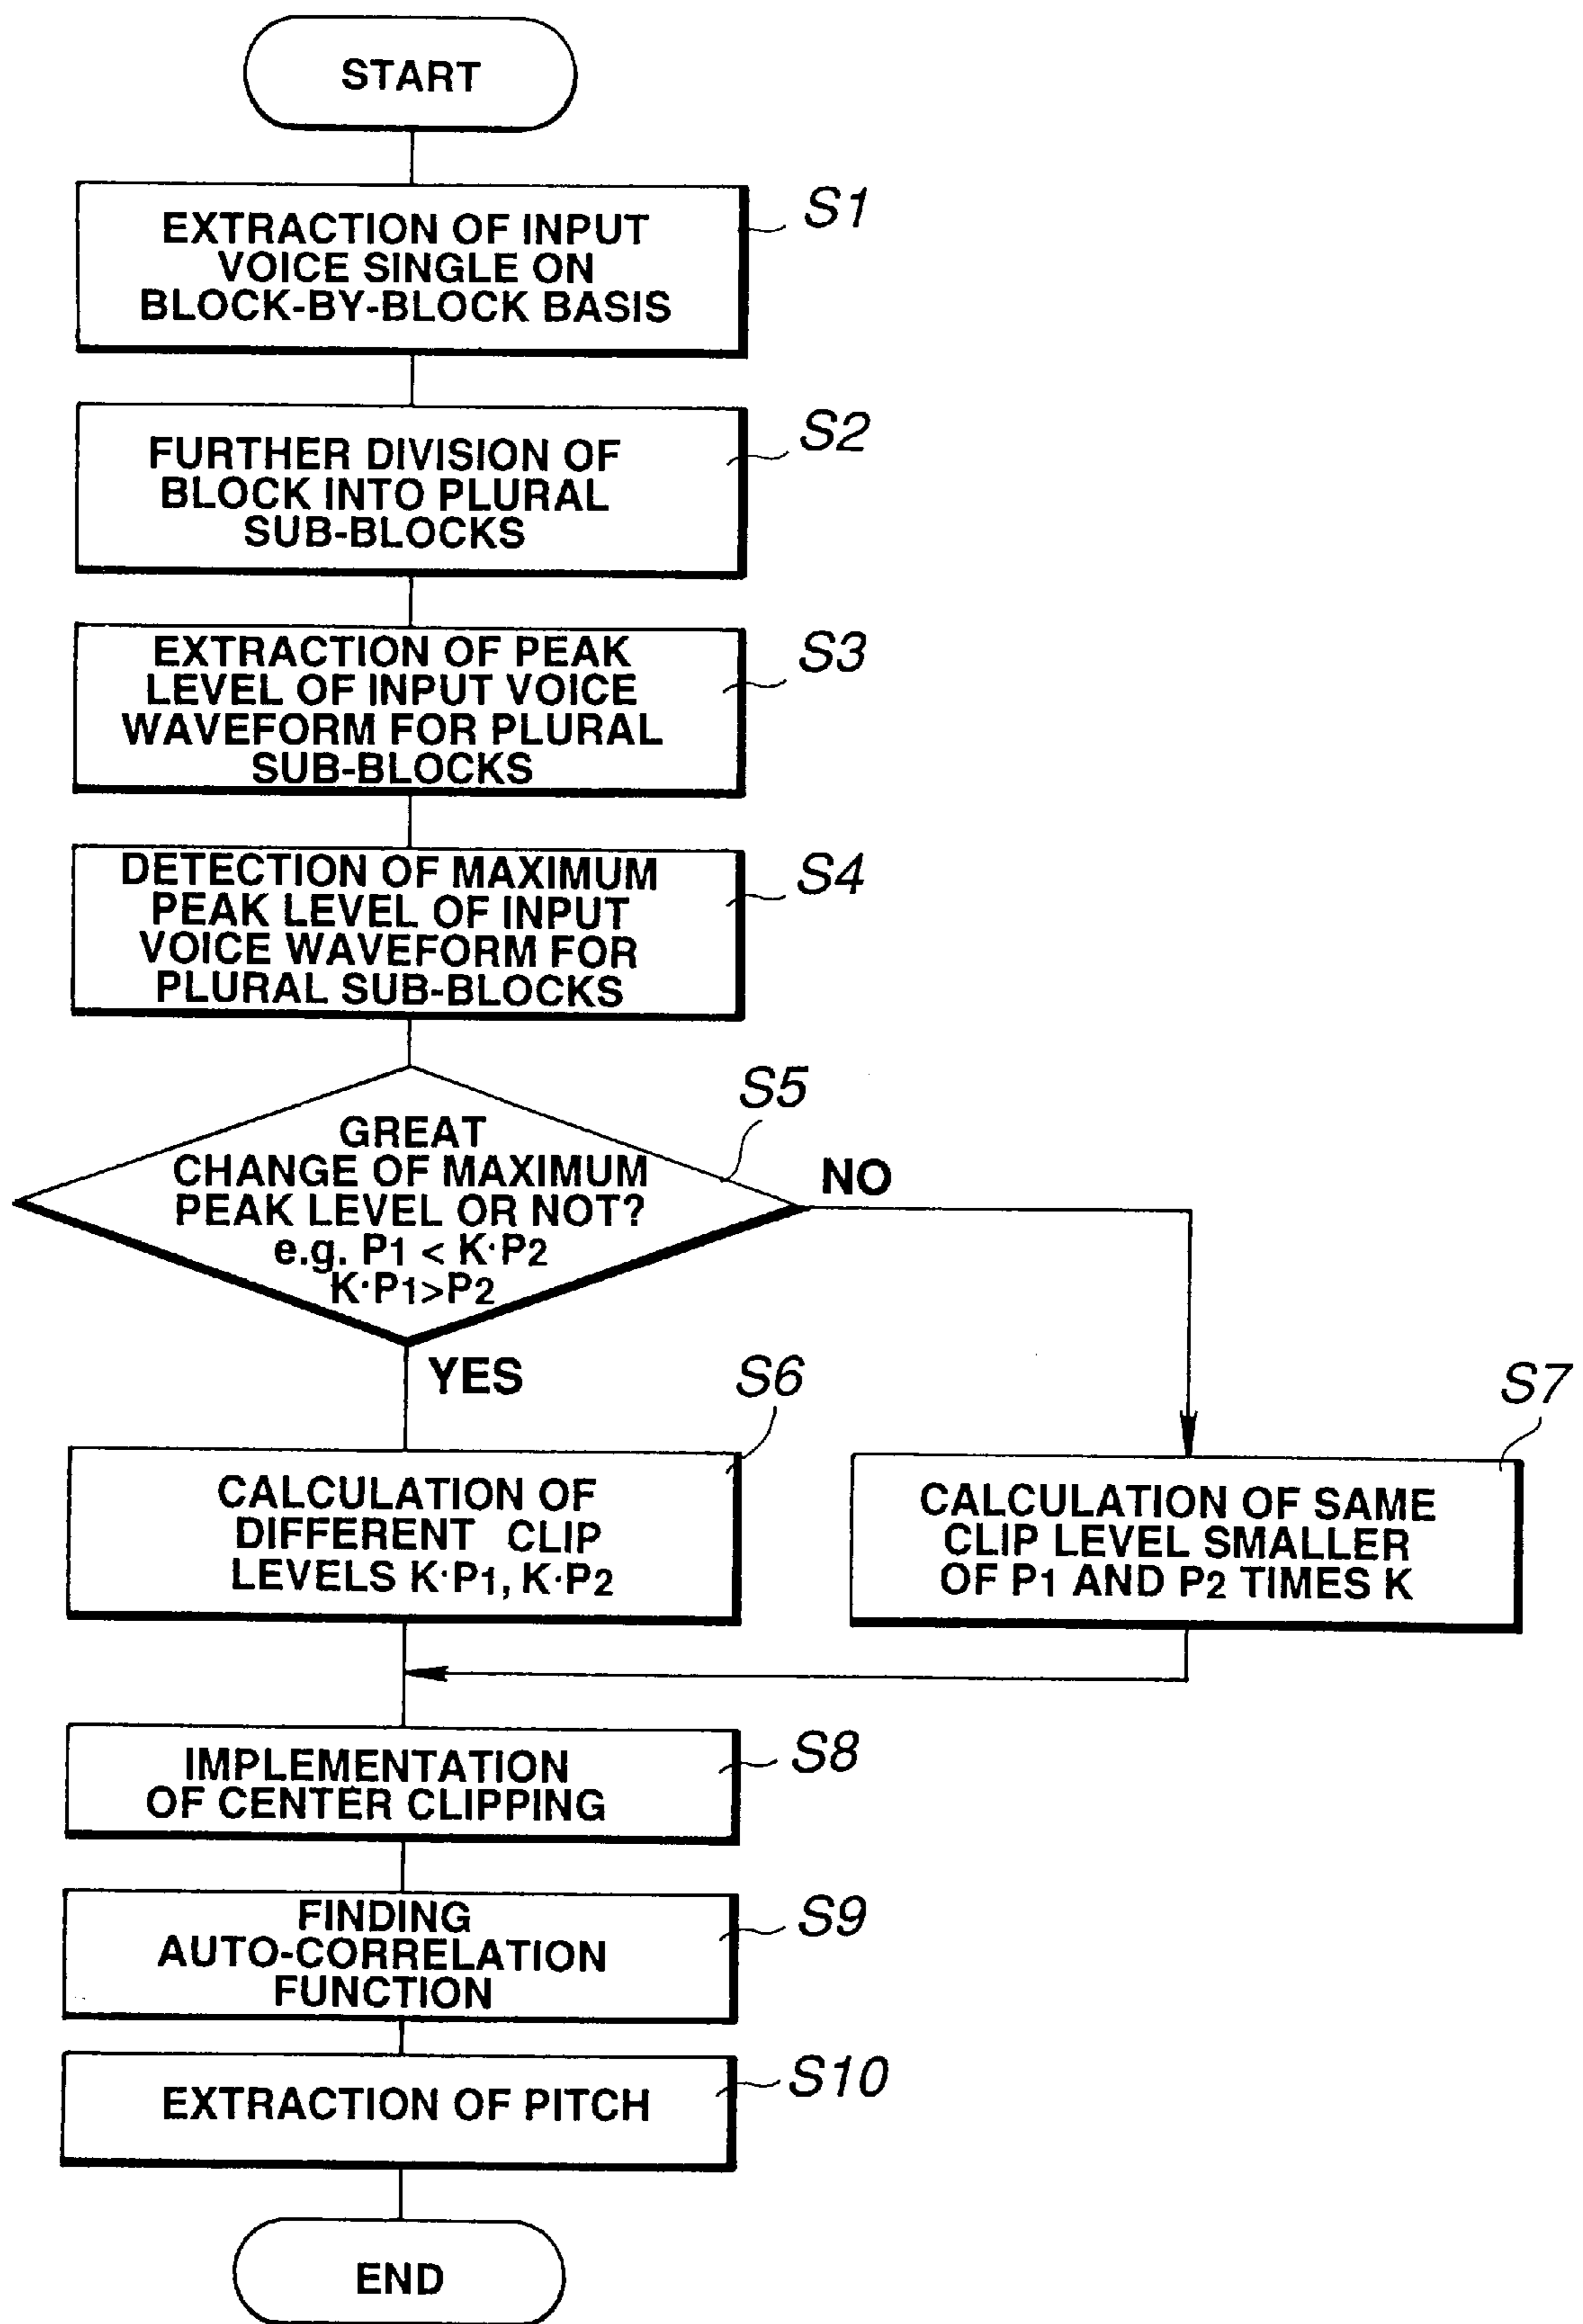 START
EXTRACTION OF INPUT
VOICE SINGLE ON
BLOCK-BY-BLOCK BASIS
S1
FURTHER DIVISION OF
BLOCK INTO PLURAL
SUB-BLOCKS
S2
EXTRACTION OF PEAK
LEVEL OF INPUT VOICE
WAVEFORM FOR PLURAL
SUB-BLOCKS
S3
DETECTION OF MAXIMUM
PEAK LEVEL OF INPUT
VOICE WAVEFORM FOR
PLURAL SUB-BLOCKS
S4
GREAT
CHANGE OF MAXIMUM
PEAK LEVEL OR NOT?
e.g. P1 < K·P2
K·P1>P2
S5
NO
YES
CALCULATION OF
DIFFERENT CLIP
LEVELS K·P1, K·P2
S6
CALCULATION OF SAME
CLIP LEVEL SMALLER
OF P1 AND P2 TIMES K
S7
IMPLEMENTATION
OF CENTER CLIPPING
S8
FINDING
AUTO-CORRELATION
FUNCTION
S9
EXTRACTION OF PITCH
S10
END